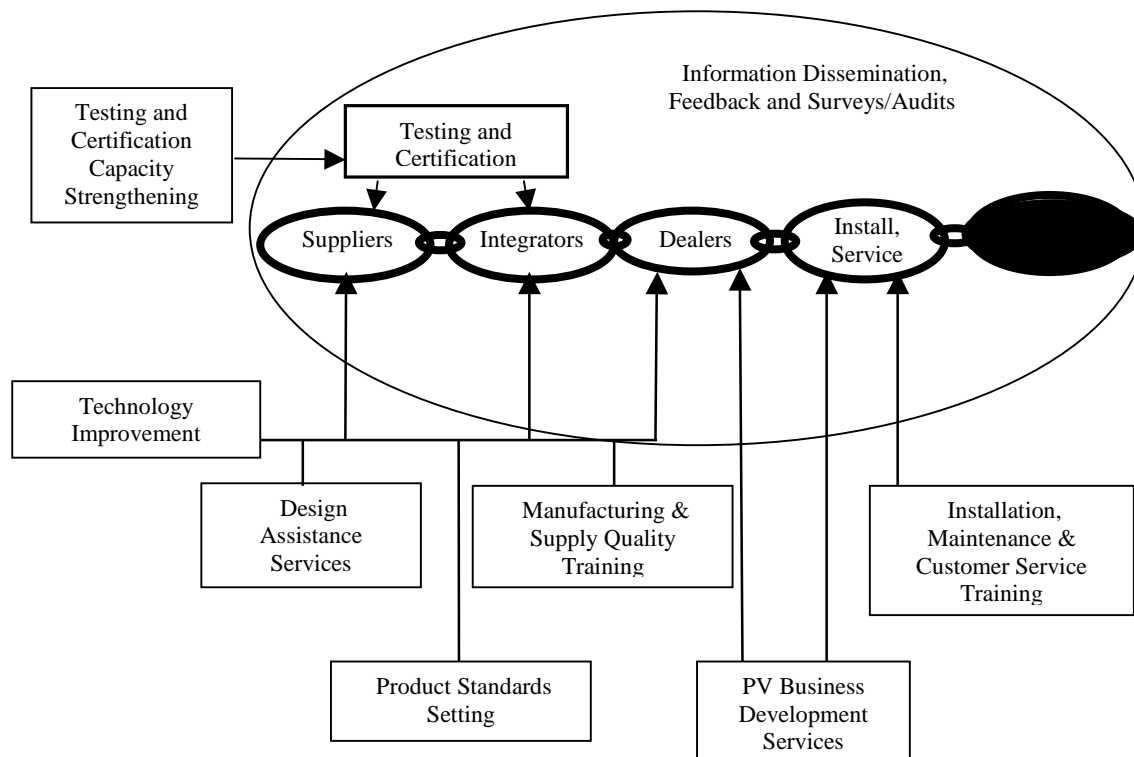 Information Dissemination,
Feedback and Surveys/Audits
Testing and
Certification
Capacity
Strengthening
Testing and
Certification
Suppliers
Integrators
Dealers
Install,
Service
Technology
Improvement
Design
Assistance
Services
Manufacturing &
Supply Quality
Training
Installation,
Maintenance &
Customer Service
Training
Product Standards
Setting
PV Business
Development
Services